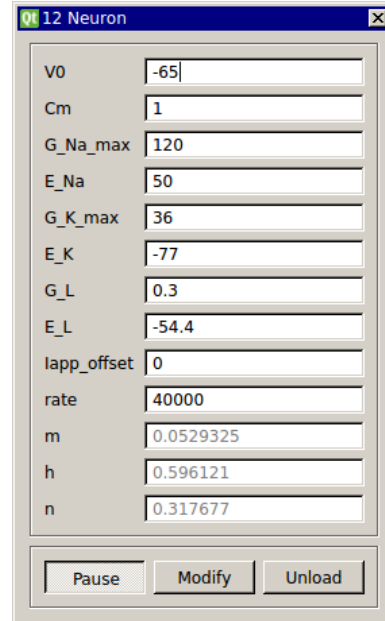 Qt 12 Neuron
V0 -65
Cm 1
G_Na_max 120
E_Na 50
G_K_max 36
E_K -77
G_L 0.3
E_L -54.4
Iapp_offset 0
rate 40000
m 0.0529325
h 0.596121
n 0.317677
Pause Modify Unload